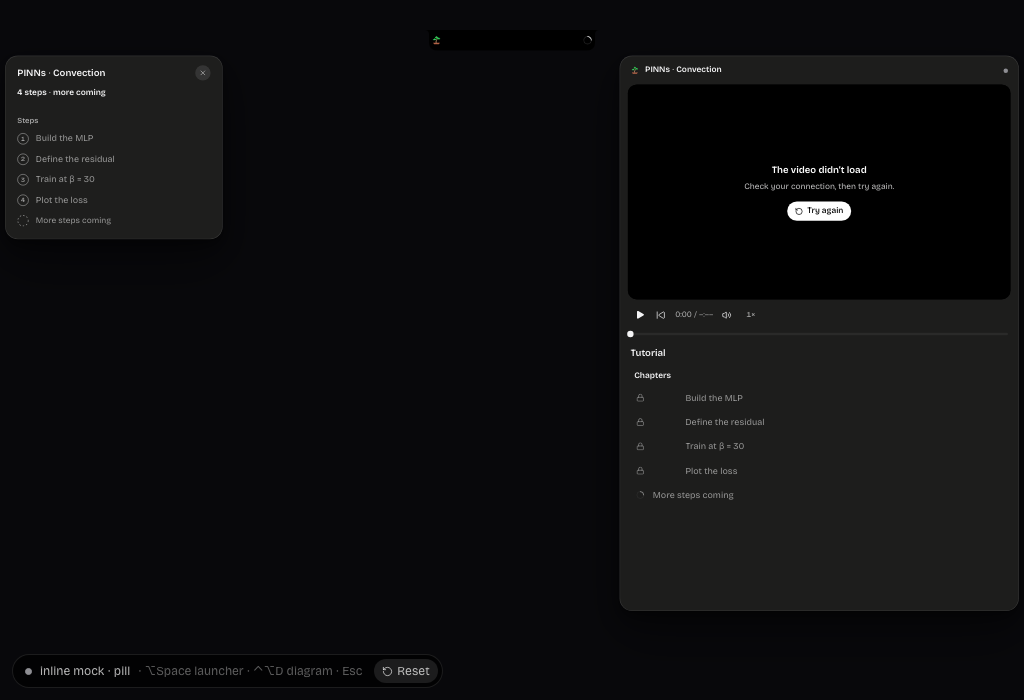 PINNs · Convection
4 steps · more coming
Steps
1 Build the MLP
2 Define the residual
3 Train at β = 30
4 Plot the loss
More steps coming
PINNs · Convection
The video didn't load
Check your connection, then try again.
Try again
0:00 / --:--
1×
Tutorial
Chapters
Build the MLP
Define the residual
Train at β = 30
Plot the loss
More steps coming
inline mock · pill · ⌥Space launcher · ^⌥D diagram · Esc
Reset